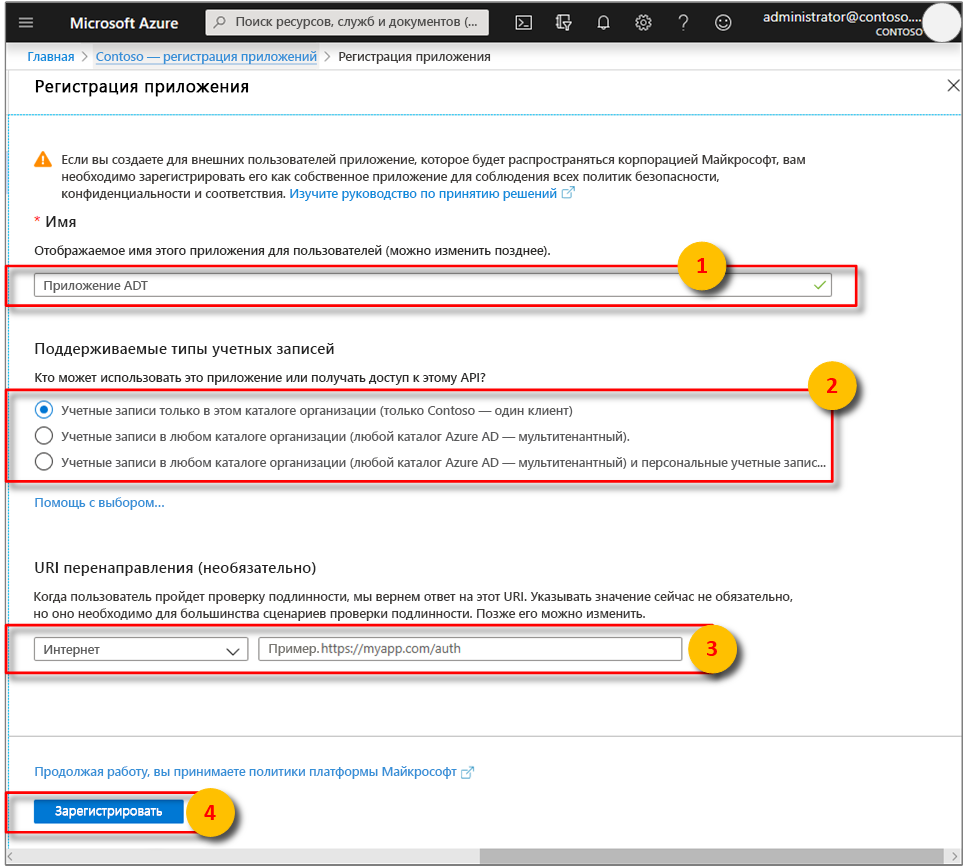 Microsoft Azure
Поиск ресурсов, служб и документов (...
administrator@contoso....
CONTOSO
Главная > Contoso — регистрация приложений > Регистрация приложения
Регистрация приложения
Если вы создаете для внешних пользователей приложение, которое будет распространяться корпорацией Майкрософт, вам
необходимо зарегистрировать его как собственное приложение для соблюдения всех политик безопасности,
конфиденциальности и соответствия. Изучите руководство по принятию решений
* Имя
Отображаемое имя этого приложения для пользователей (можно изменить позднее).
1
Приложение ADT
Поддерживаемые типы учетных записей
Кто может использовать это приложение или получать доступ к этому API?
2
Учетные записи только в этом каталоге организации (только Contoso — один клиент)
Учетные записи в любом каталоге организации (любой каталог Azure AD — мультитенантный).
Учетные записи в любом каталоге организации (любой каталог Azure AD — мультитенантный) и персональные учетные запис...
Помощь с выбором...
URI перенаправления (необязательно)
Когда пользователь пройдет проверку подлинности, мы вернем ответ на этот URI. Указывать значение сейчас не обязательно,
но оно необходимо для большинства сценариев проверки подлинности. Позже его можно изменить.
Интернет
Пример.https://myapp.com/auth
3
Продолжая работу, вы принимаете политики платформы Майкрософт
Зарегистрировать
4